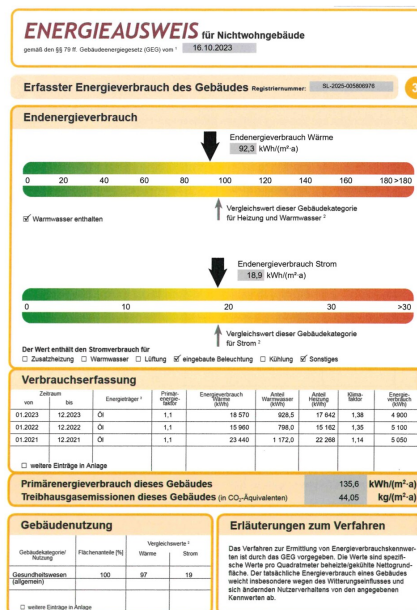 ENERGIEAUSWEIS für Nichtwohngebäude
gemäß den §§ 79 ff. Gebäudeenergiegesetz (GEG) vom ¹ 16.10.2023
Erfasster Energieverbrauch des Gebäudes Registriernummer: SL-2025-005806976 3
Endenergieverbrauch
Endenergieverbrauch Wärme
92,3 kWh/(m²·a)
0 20 40 60 80 100 120 140 160 180 >180
☑ Warmwasser enthalten
Vergleichswert dieser Gebäudekategorie
für Heizung und Warmwasser ²
Endenergieverbrauch Strom
18,9 kWh/(m²·a)
0 10 20 30 >30
Vergleichswert dieser Gebäudekategorie
für Strom ²
Der Wert enthält den Stromverbrauch für
☐ Zusatzheizung ☐ Warmwasser ☐ Lüftung ☑ eingebaute Beleuchtung ☐ Kühlung ☑ Sonstiges
Verbrauchserfassung
Zeitraum von bis Energieträger ² Primär-energie-faktor Energieverbrauch Wärme (kWh) Anteil Warmwasser (kWh) Anteil Heizung (kWh) Klima-faktor Energie-verbrauch (kWh)
01.2023 12.2023 Öl 1,1 18 570 928,5 17 642 1,38 4 900
01.2022 12.2022 Öl 1,1 15 960 798,0 15 162 1,35 5 100
01.2021 12.2021 Öl 1,1 23 440 1 172,0 22 268 1,14 5 050
☐ weitere Einträge in Anlage
Primärenergieverbrauch dieses Gebäudes 135,6 kWh/(m²·a)
Treibhausgasemissionen dieses Gebäudes (in CO₂-Äquivalenten) 44,05 kg/(m²·a)
Gebäudenutzung
Gebäudekategorie/ Nutzung Flächenanteile [%] Vergleichswerte ² Wärme Strom
Gesundheitswesen (allgemein) 100 97 19
☐ weitere Einträge in Anlage
Erläuterungen zum Verfahren
Das Verfahren zur Ermittlung von Energieverbrauchskennwer-
ten ist durch das GEG vorgegeben. Die Werte sind spezifi-
sche Werte pro Quadratmeter beheizte/gekühlte Nettogrund-
fläche. Der tatsächliche Energieverbrauch eines Gebäudes
weicht insbesondere wegen des Witterungseinflusses und
sich ändernden Nutzerverhaltens von den angegebenen
Kennwerten ab.